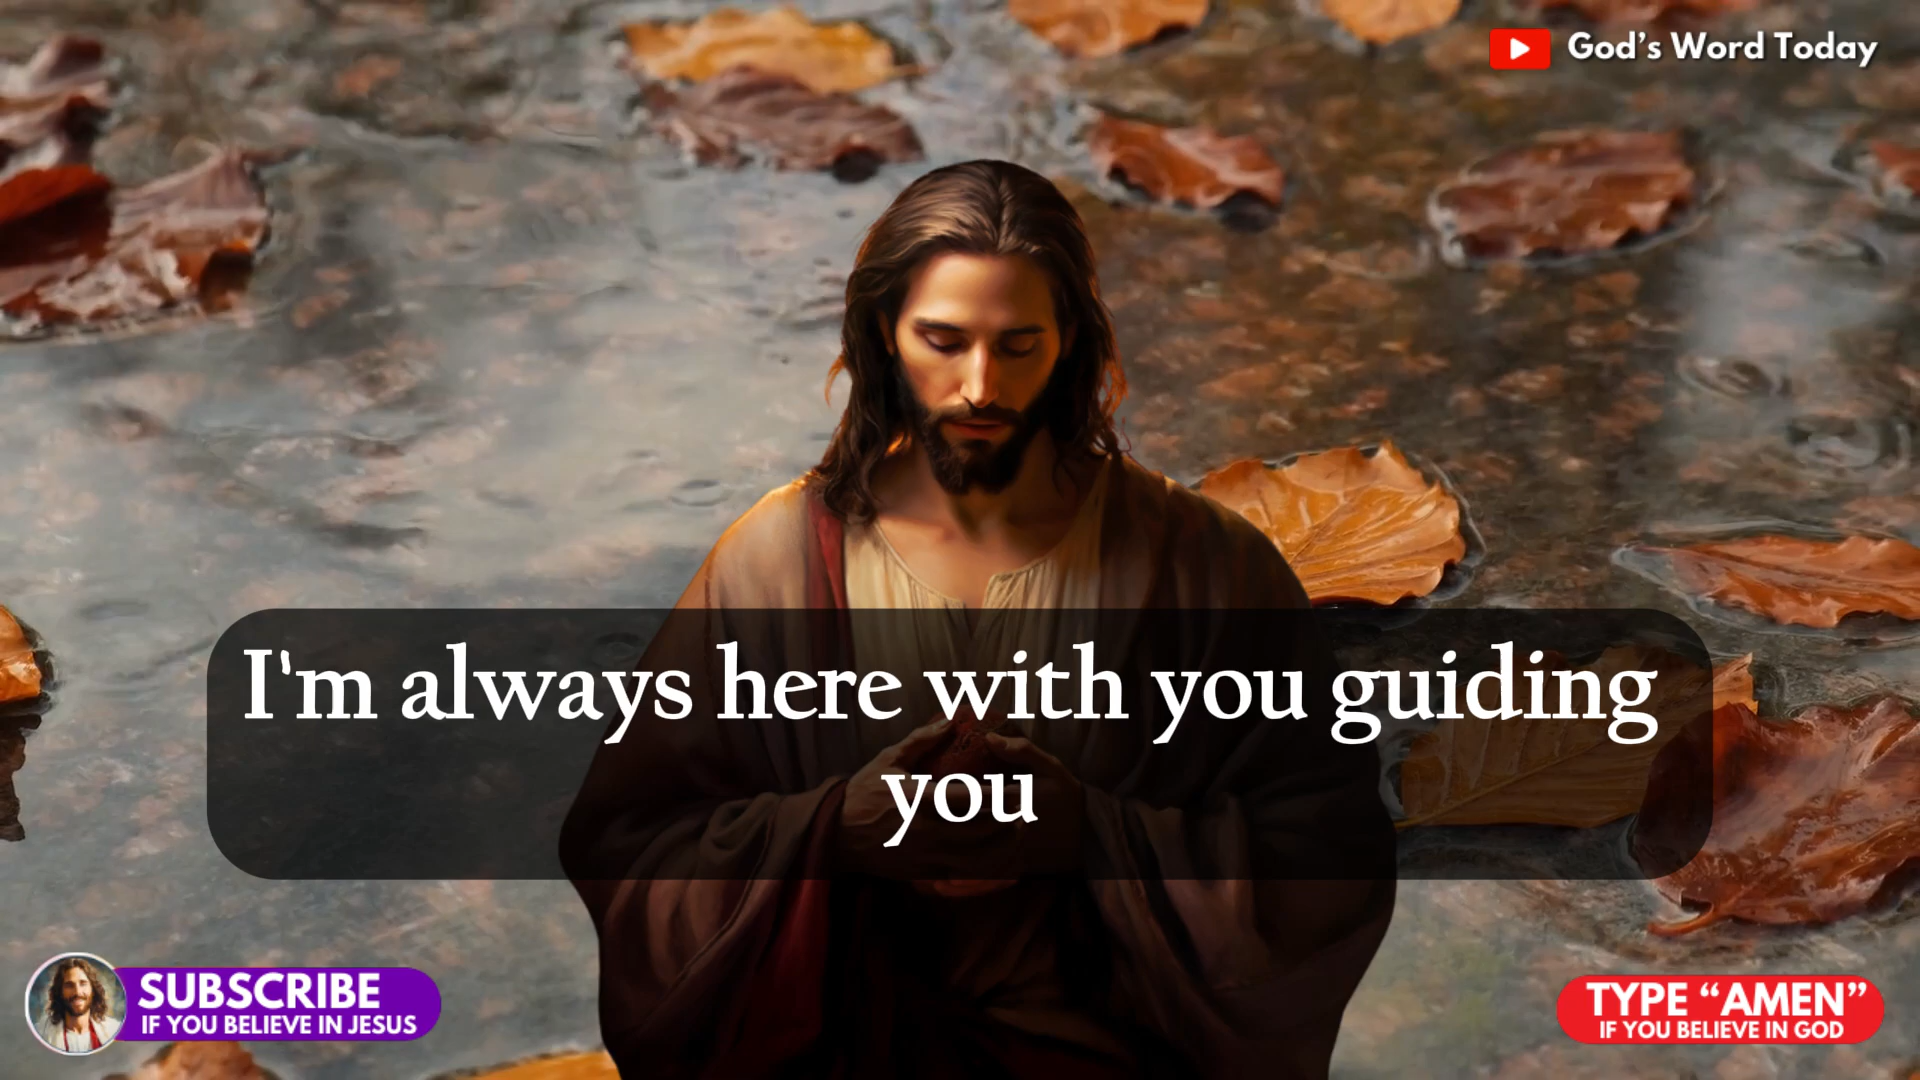 God's Word Today
I'm always here with you guiding
you
SUBSCRIBE
IF YOU BELIEVE IN JESUS
TYPE “AMEN”
IF YOU BELIEVE IN GOD